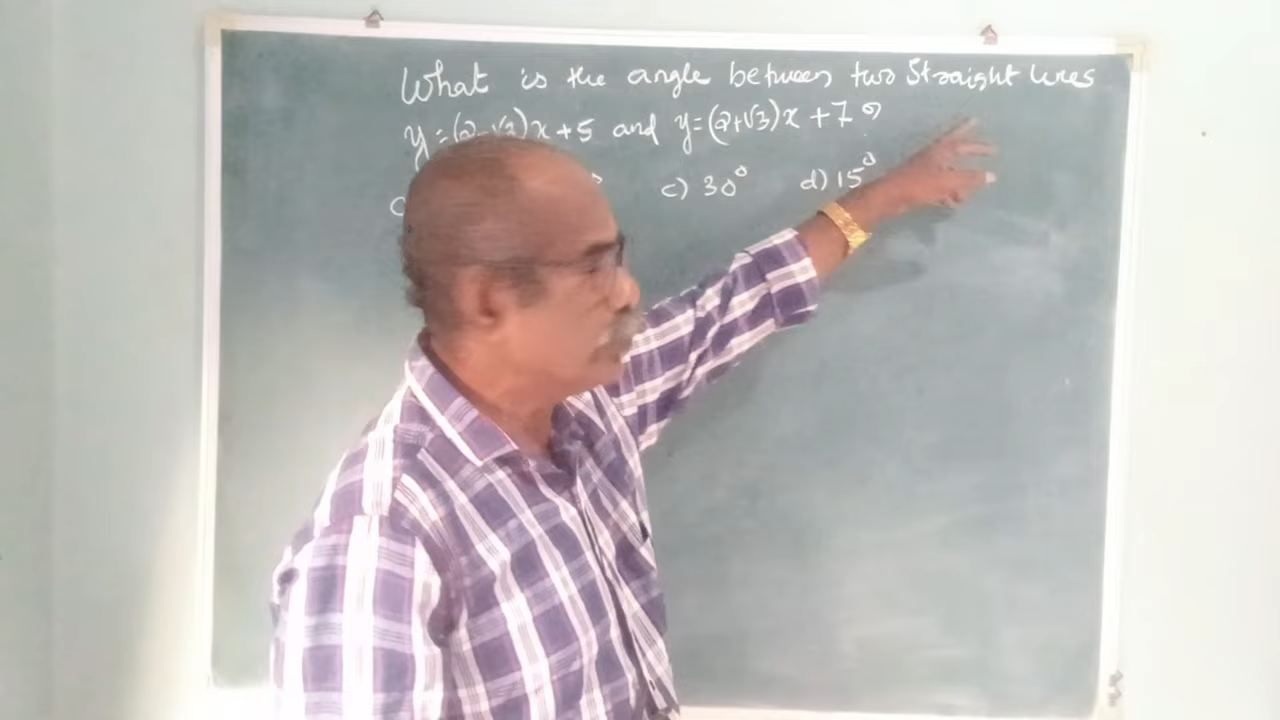 What is the angle between two Straight lines
y=(2-√3)x+5 and y=(2+√3)x+7?
c) 30° d) 15°